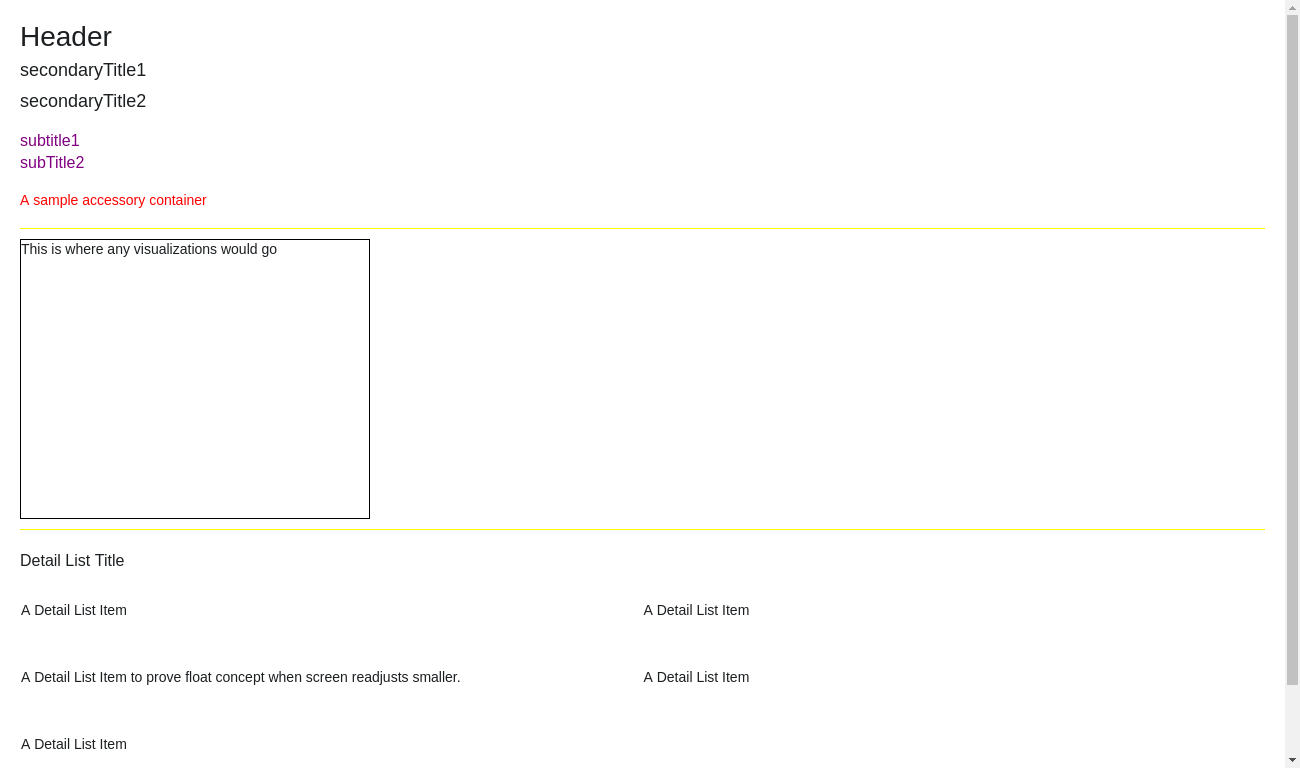 Header
secondaryTitle1
secondaryTitle2
subtitle1
subTitle2
A sample accessory container
This is where any visualizations would go
Detail List Title
A Detail List Item
A Detail List Item
A Detail List Item to prove float concept when screen readjusts smaller.
A Detail List Item
A Detail List Item